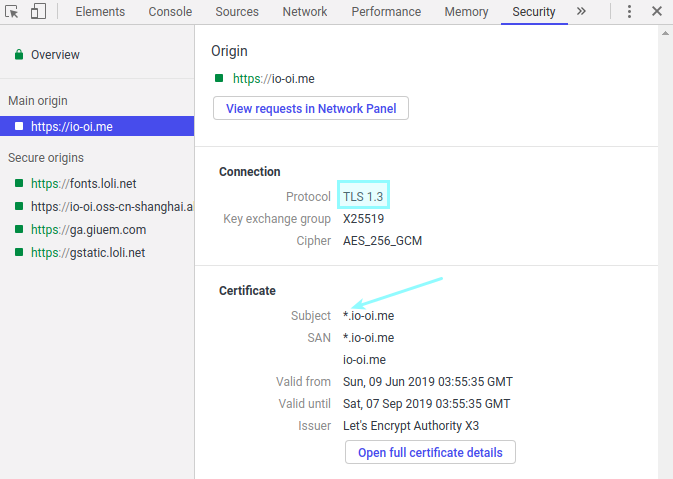 Elements Console Sources Network Performance Memory Security »
Overview
Main origin
https://io-oi.me
Secure origins
https://fonts.loli.net
https://io-oi.oss-cn-shanghai.a
https://ga.giuem.com
https://gstatic.loli.net
Origin
https://io-oi.me
View requests in Network Panel
Connection
Protocol TLS 1.3
Key exchange group X25519
Cipher AES_256_GCM
Certificate
Subject *.io-oi.me
SAN *.io-oi.me
io-oi.me
Valid from Sun, 09 Jun 2019 03:55:35 GMT
Valid until Sat, 07 Sep 2019 03:55:35 GMT
Issuer Let's Encrypt Authority X3
Open full certificate details